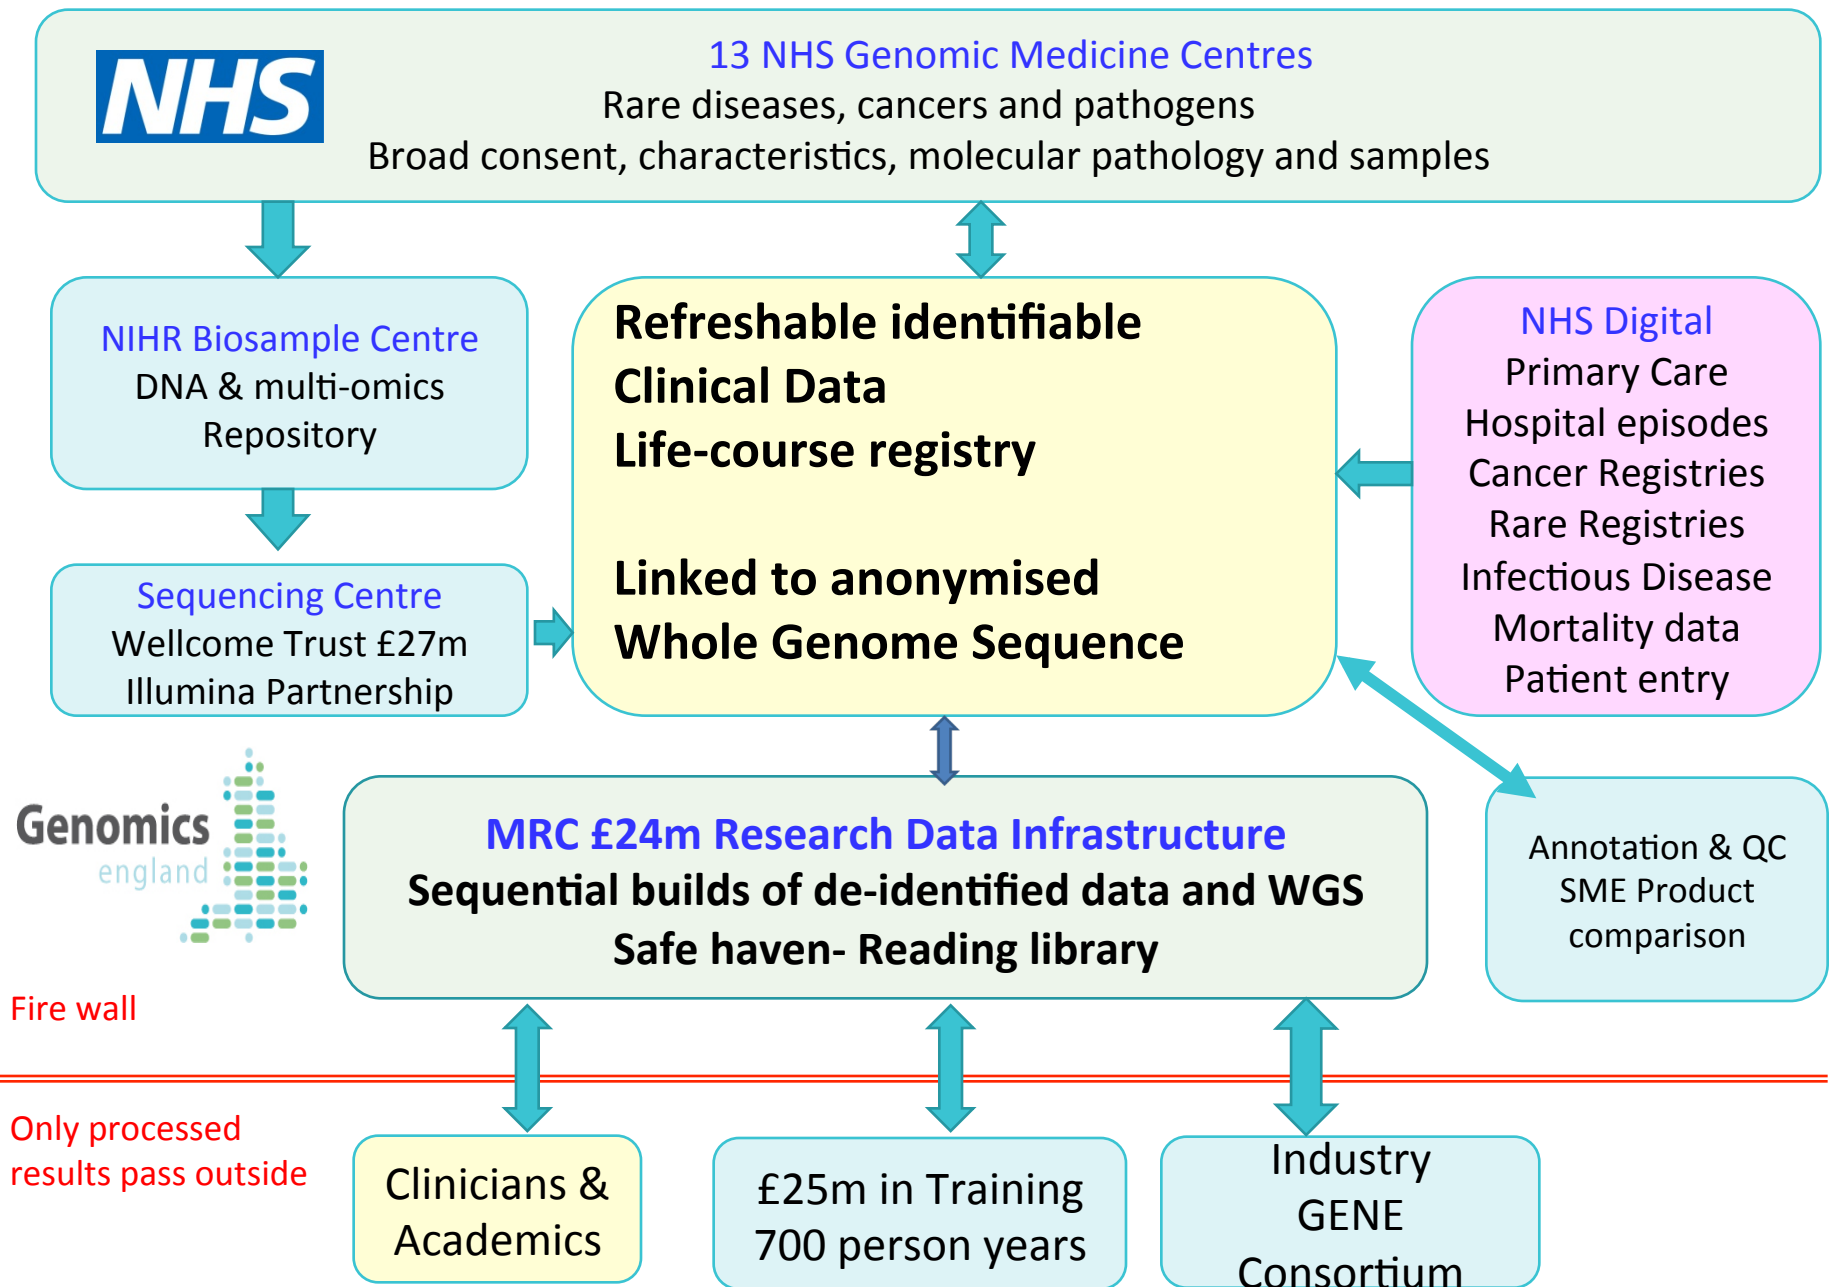 NHS
13 NHS Genomic Medicine Centres
Rare diseases, cancers and pathogens
Broad consent, characteristics, molecular pathology and samples
NIHR Biosample Centre
DNA & multi-omics
Repository
Sequencing Centre
Wellcome Trust £27m
Illumina Partnership
Refreshable identifiable
Clinical Data
Life-course registry
Linked to anonymised
Whole Genome Sequence
NHS Digital
Primary Care
Hospital episodes
Cancer Registries
Rare Registries
Infectious Disease
Mortality data
Patient entry
Genomics
england
MRC £24m Research Data Infrastructure
Sequential builds of de-identified data and WGS
Safe haven- Reading library
Annotation & QC
SME Product
comparison
Fire wall
Only processed
results pass outside
Clinicians &
Academics
£25m in Training
700 person years
Industry
GENE
Consortium